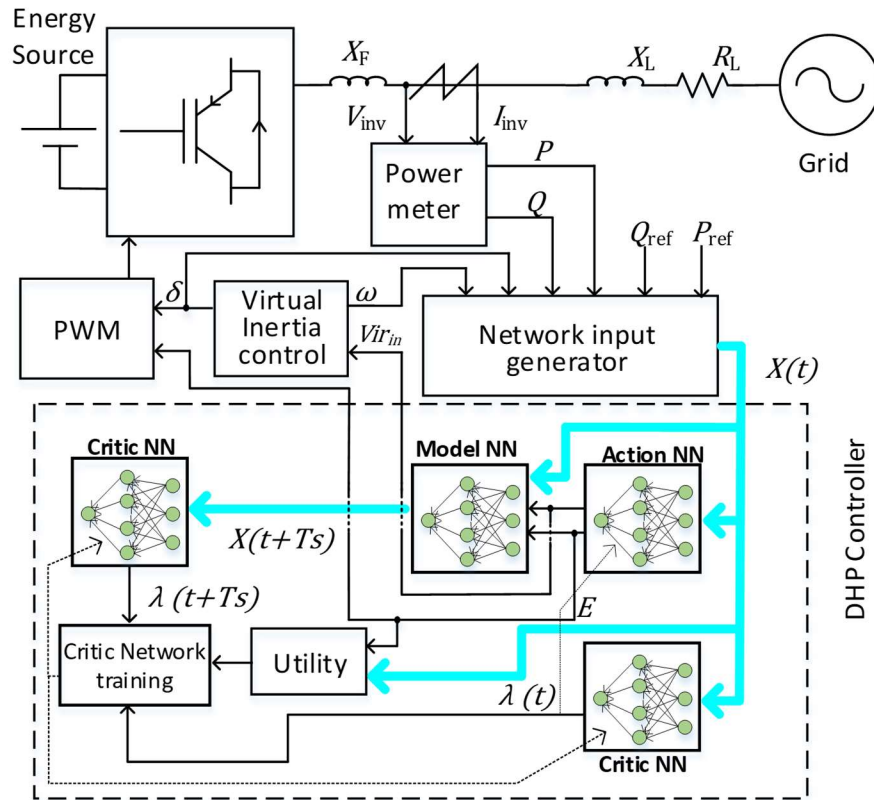 Energy
Source
X_F
X_L
R_L
V_inv
I_inv
Grid
Power
meter
P
Q
Q_ref
P_ref
PWM
δ
Virtual
Inertia
control
ω
Vir_in
Network input
generator
X(t)
Critic NN
Model NN
Action NN
X(t+Ts)
DHP Controller
λ (t+Ts)
E
Critic Network
training
Utility
λ (t)
Critic NN